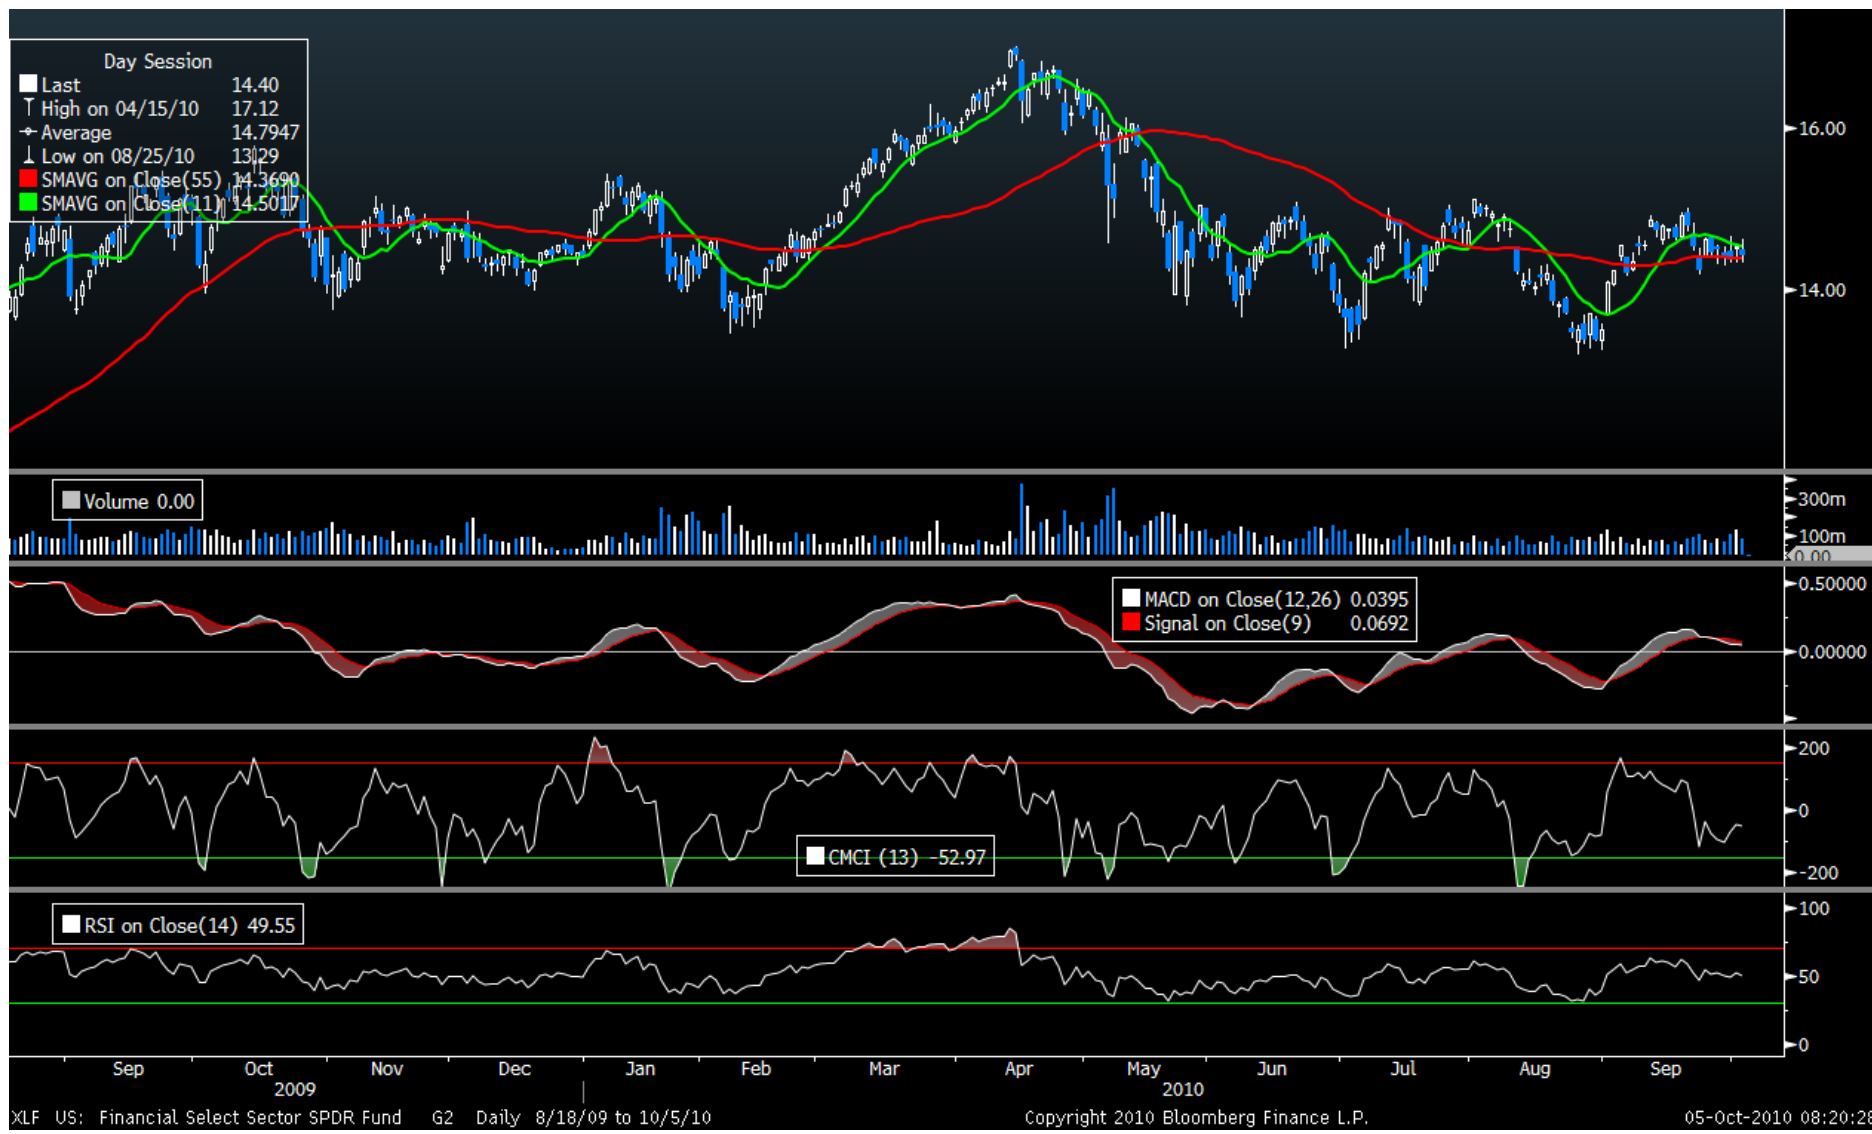 Day Session
Last 14.40
High on 04/15/10 17.12
Average 14.7947
Low on 08/25/10 13.29
SMAVG on Close(55) 14.3690
SMAVG on Close(11) 14.5017
16.00
14.00
Volume 0.00
300m
100m
0.00
MACD on Close(12,26) 0.0395
Signal on Close(9) 0.0692
0.50000
0.00000
CMCI (13) -52.97
200
0
-200
RSI on Close(14) 49.55
100
50
0
Sep Oct Nov Dec Jan Feb Mar Apr May Jun Jul Aug Sep
2009 2010
XLF US: Financial Select Sector SPDR Fund G2 Daily 8/18/09 to 10/5/10 Copyright 2010 Bloomberg Finance L.P. 05-Oct-2010 08:20:28